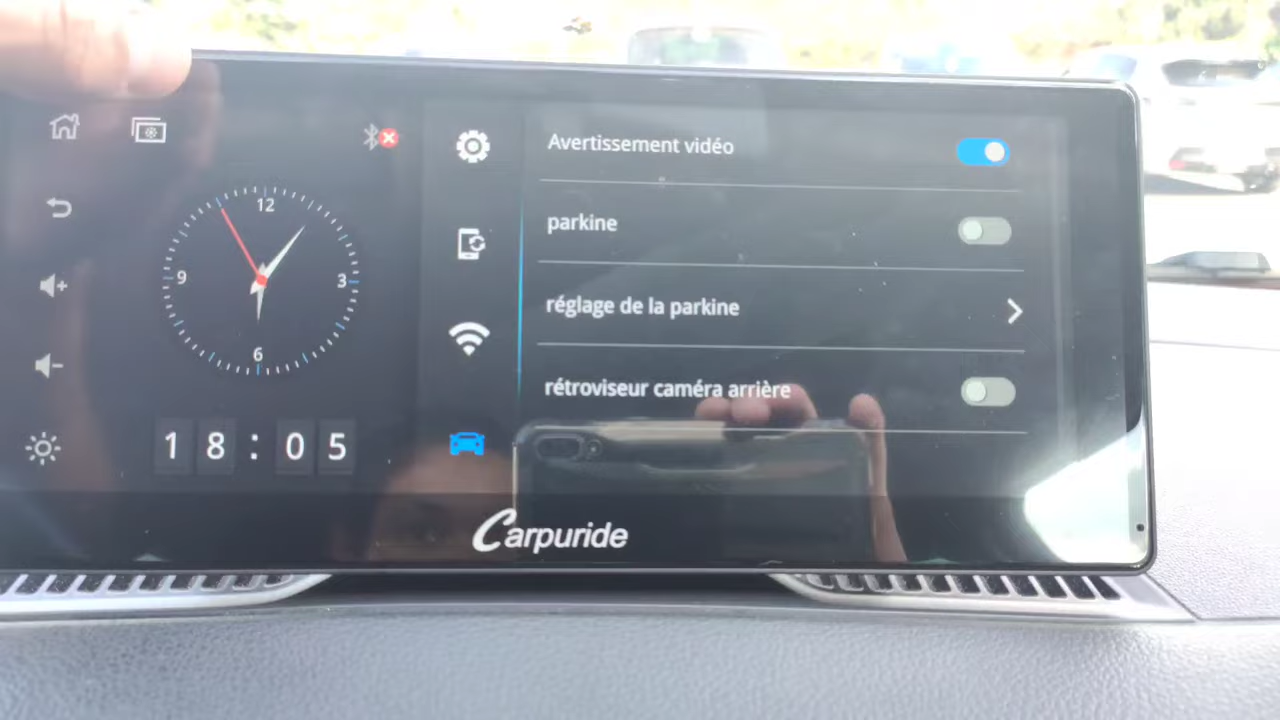 Avertissement vidéo
parkine
réglage de la parkine
rétroviseur caméra arrière
12
3
6
9
18:05
Carpuride